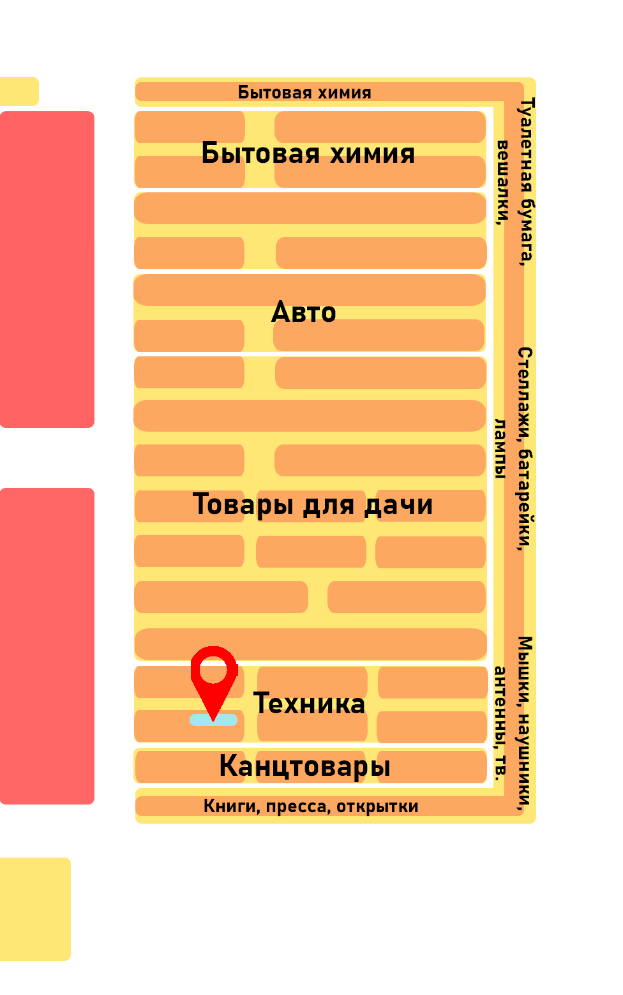 Бытовая химия
Бытовая химия
Туалетная бумага,
вешалки,
Авто
Стеллажи, батарейки,
лампы
Товары для дачи
Мышки, наушники,
антенны, тв.
Техника
Канцтовары
Книги, пресса, открытки